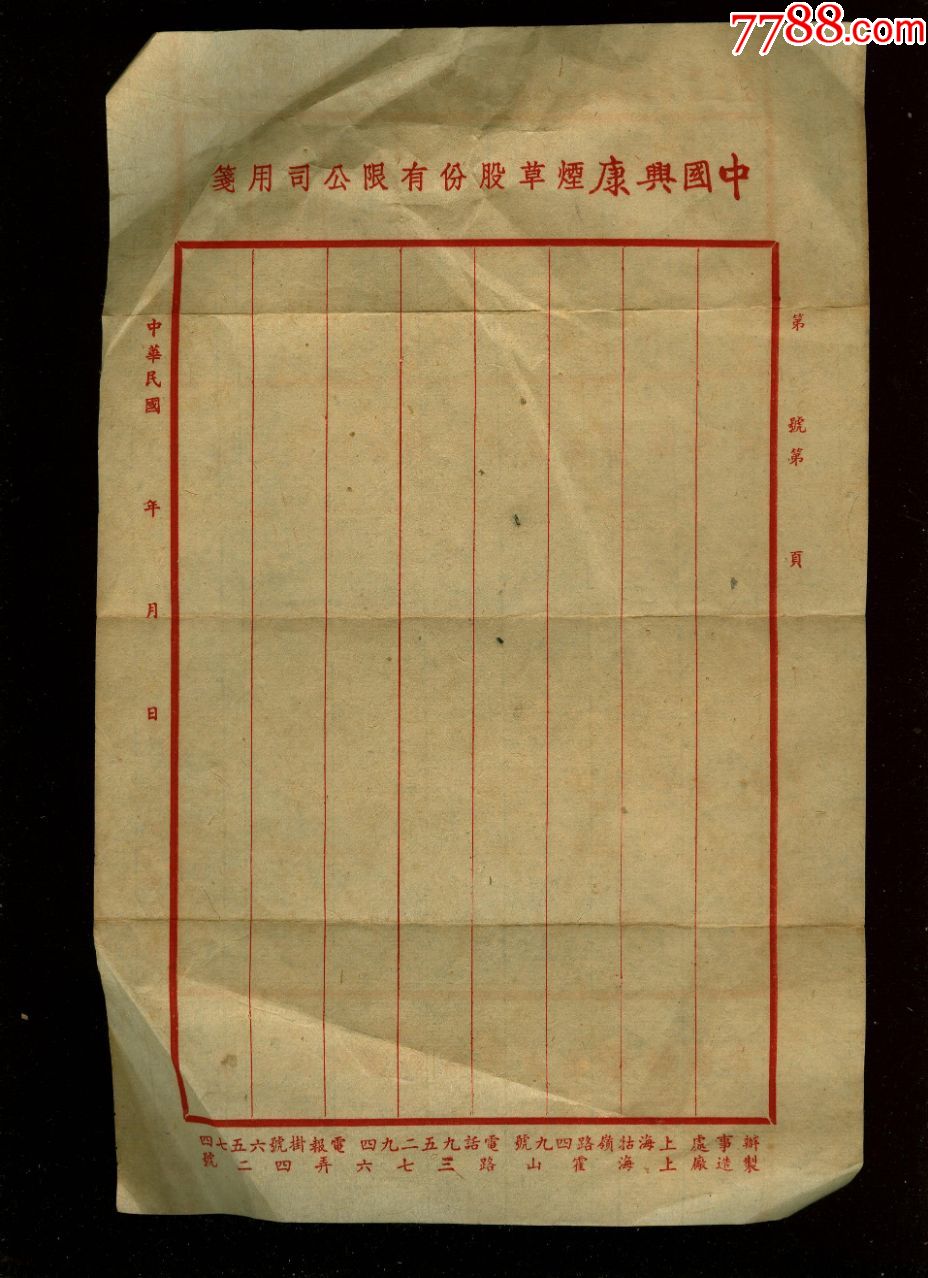 7788.com
中國興康煙草股份有限公司用箋
第 號第 頁
中華民國 年 月 日
辦事處 上海牯嶺路四九號 電話九五二九四 電報掛號六五七四
製造廠 上海霍山路三七六弄四二號